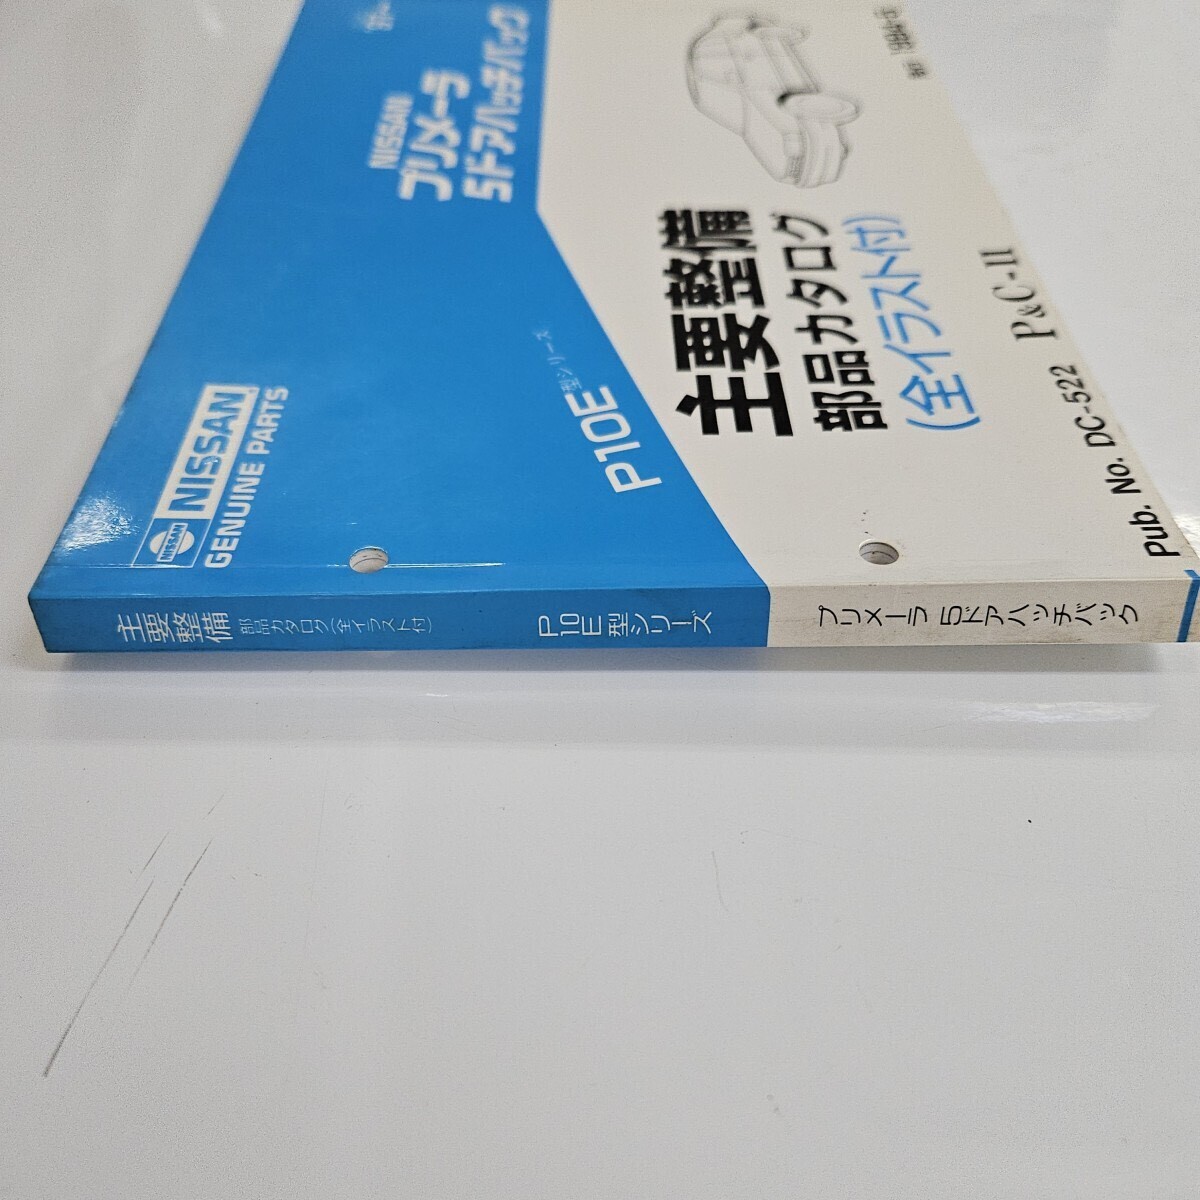 NISSAN
NISSAN
GENUINE PARTS
NISSAN
プリメーラ
5ドアハッチバック
P10E型シリーズ
主要整備
部品カタログ
(全イラスト付)
P&C-II
Pub. No. DC-522
主要整備 部品カタログ(全イラスト付) P10E型シリーズ プリメーラ 5ドアハッチバック